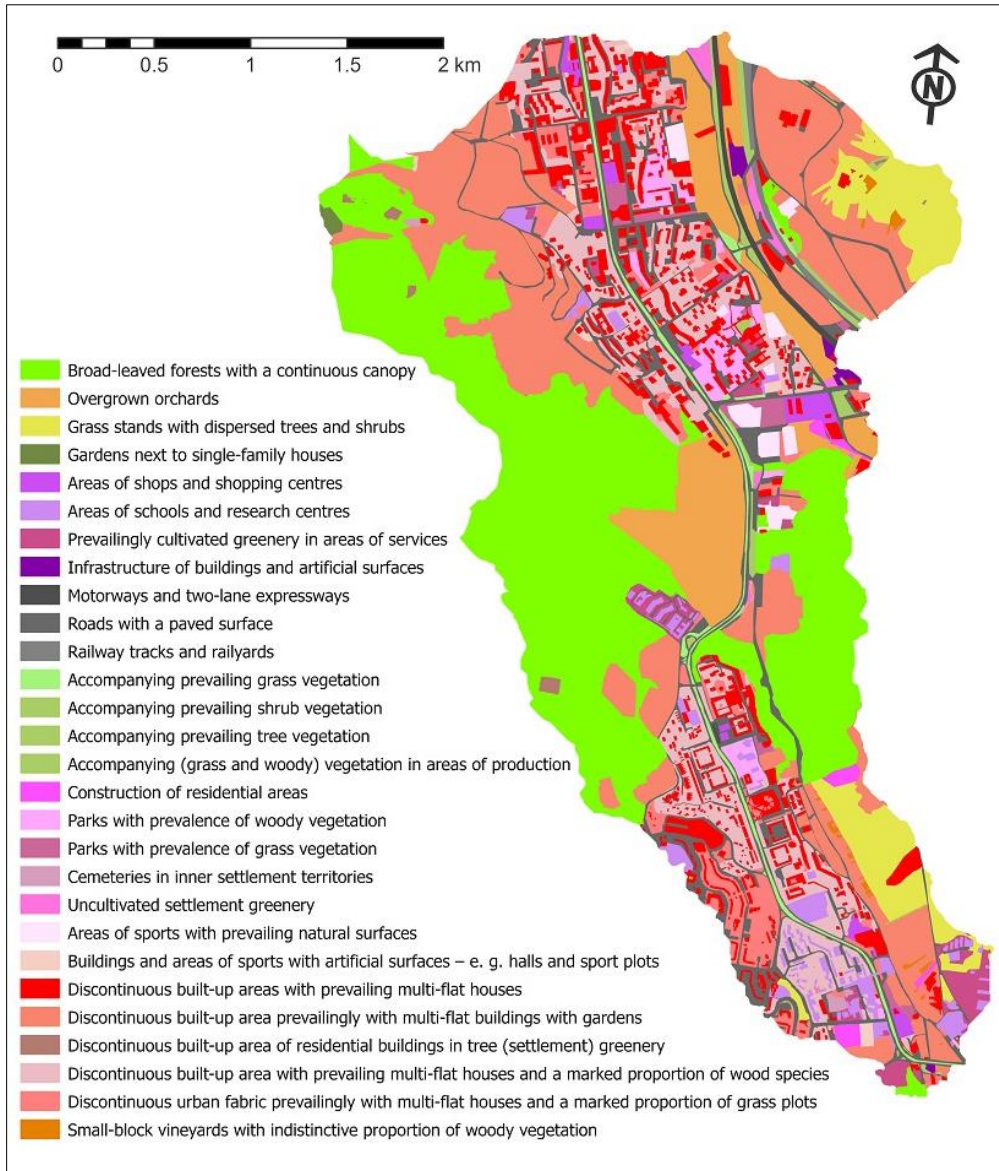 0 0.5 1 1.5 2 km
N
Broad-leaved forests with a continuous canopy
Overgrown orchards
Grass stands with dispersed trees and shrubs
Gardens next to single-family houses
Areas of shops and shopping centres
Areas of schools and research centres
Prevailingly cultivated greenery in areas of services
Infrastructure of buildings and artificial surfaces
Motorways and two-lane expressways
Roads with a paved surface
Railway tracks and railyards
Accompanying prevailing grass vegetation
Accompanying prevailing shrub vegetation
Accompanying prevailing tree vegetation
Accompanying (grass and woody) vegetation in areas of production
Construction of residential areas
Parks with prevalence of woody vegetation
Parks with prevalence of grass vegetation
Cemeteries in inner settlement territories
Uncultivated settlement greenery
Areas of sports with prevailing natural surfaces
Buildings and areas of sports with artificial surfaces – e. g. halls and sport plots
Discontinuous built-up areas with prevailing multi-flat houses
Discontinuous built-up area prevailingly with multi-flat buildings with gardens
Discontinuous built-up area of residential buildings in tree (settlement) greenery
Discontinuous built-up area with prevailing multi-flat houses and a marked proportion of wood species
Discontinuous urban fabric prevailingly with multi-flat houses and a marked proportion of grass plots
Small-block vineyards with indistinctive proportion of woody vegetation